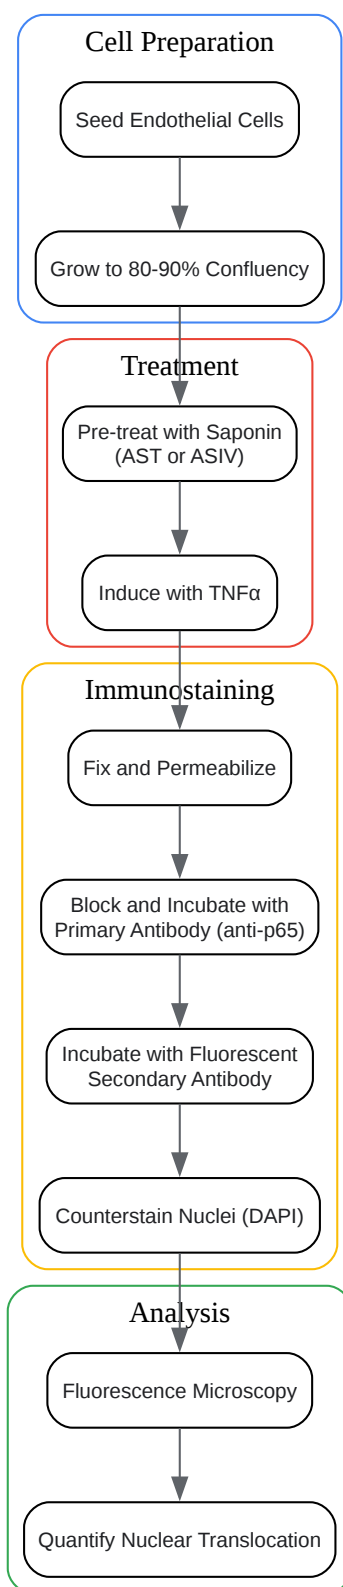 Cell Preparation
Seed Endothelial Cells
Grow to 80-90% Confluency
Treatment
Pre-treat with Saponin
(AST or ASIV)
Induce with TNFα
Immunostaining
Fix and Permeabilize
Block and Incubate with
Primary Antibody (anti-p65)
Incubate with Fluorescent
Secondary Antibody
Counterstain Nuclei (DAPI)
Analysis
Fluorescence Microscopy
Quantify Nuclear Translocation